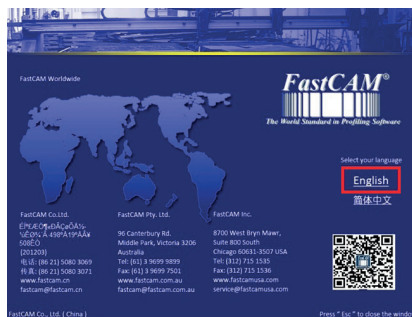 FastCAM Worldwide
FastCAM®
The World Standard in Profiling Software
Select your language
English
简体中文
FastCAM Co.Ltd.
508ÊÒ
[201203]
电话: (86 21) 5080 3069
传真: (86 21) 5080 3071
www.fastcam.cn
fastcam@fastcam.cn
FastCAM Pty. Ltd.
96 Canterbury Rd.
Middle Park, Victoria 3206
Australia
Tel: (61) 3 9699 9899
Fax: (61) 3 9699 7501
www.fastcam.com.au
fastcam@fastcam.com.au
FastCAM Inc.
8700 West Bryn Mawr,
Suite 800 South
Chicago 60631-3507 USA
Tel: (312) 715 1535
Fax: (312) 715 1536
www.fastcamusa.com
service@fastcamusa.com
FastCAM Co., Ltd. [ China ]
Press " Esc " to close the windo